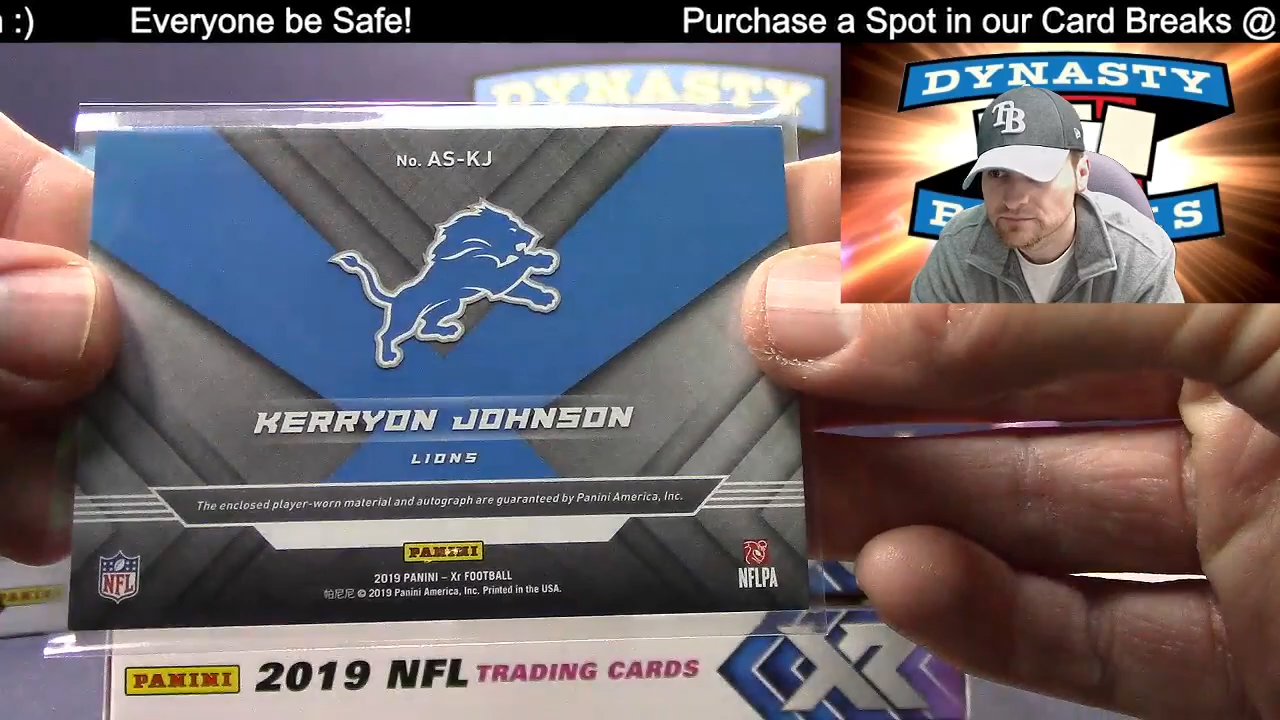 :)
Everyone be Safe!
Purchase a Spot in our Card Breaks @
DYNASTY
TB
DYNASTY
No. AS-KJ
KERRYON JOHNSON
LIONS
The enclosed player-worn material and autograph are guaranteed by Panini America, Inc.
PANINI
NFL
NFLPA
2019 PANINI – Xr FOOTBALL
帕尼尼 © 2019 Panini America, Inc. Printed in the USA.
PANINI 2019 NFL TRADING CARDS
XR